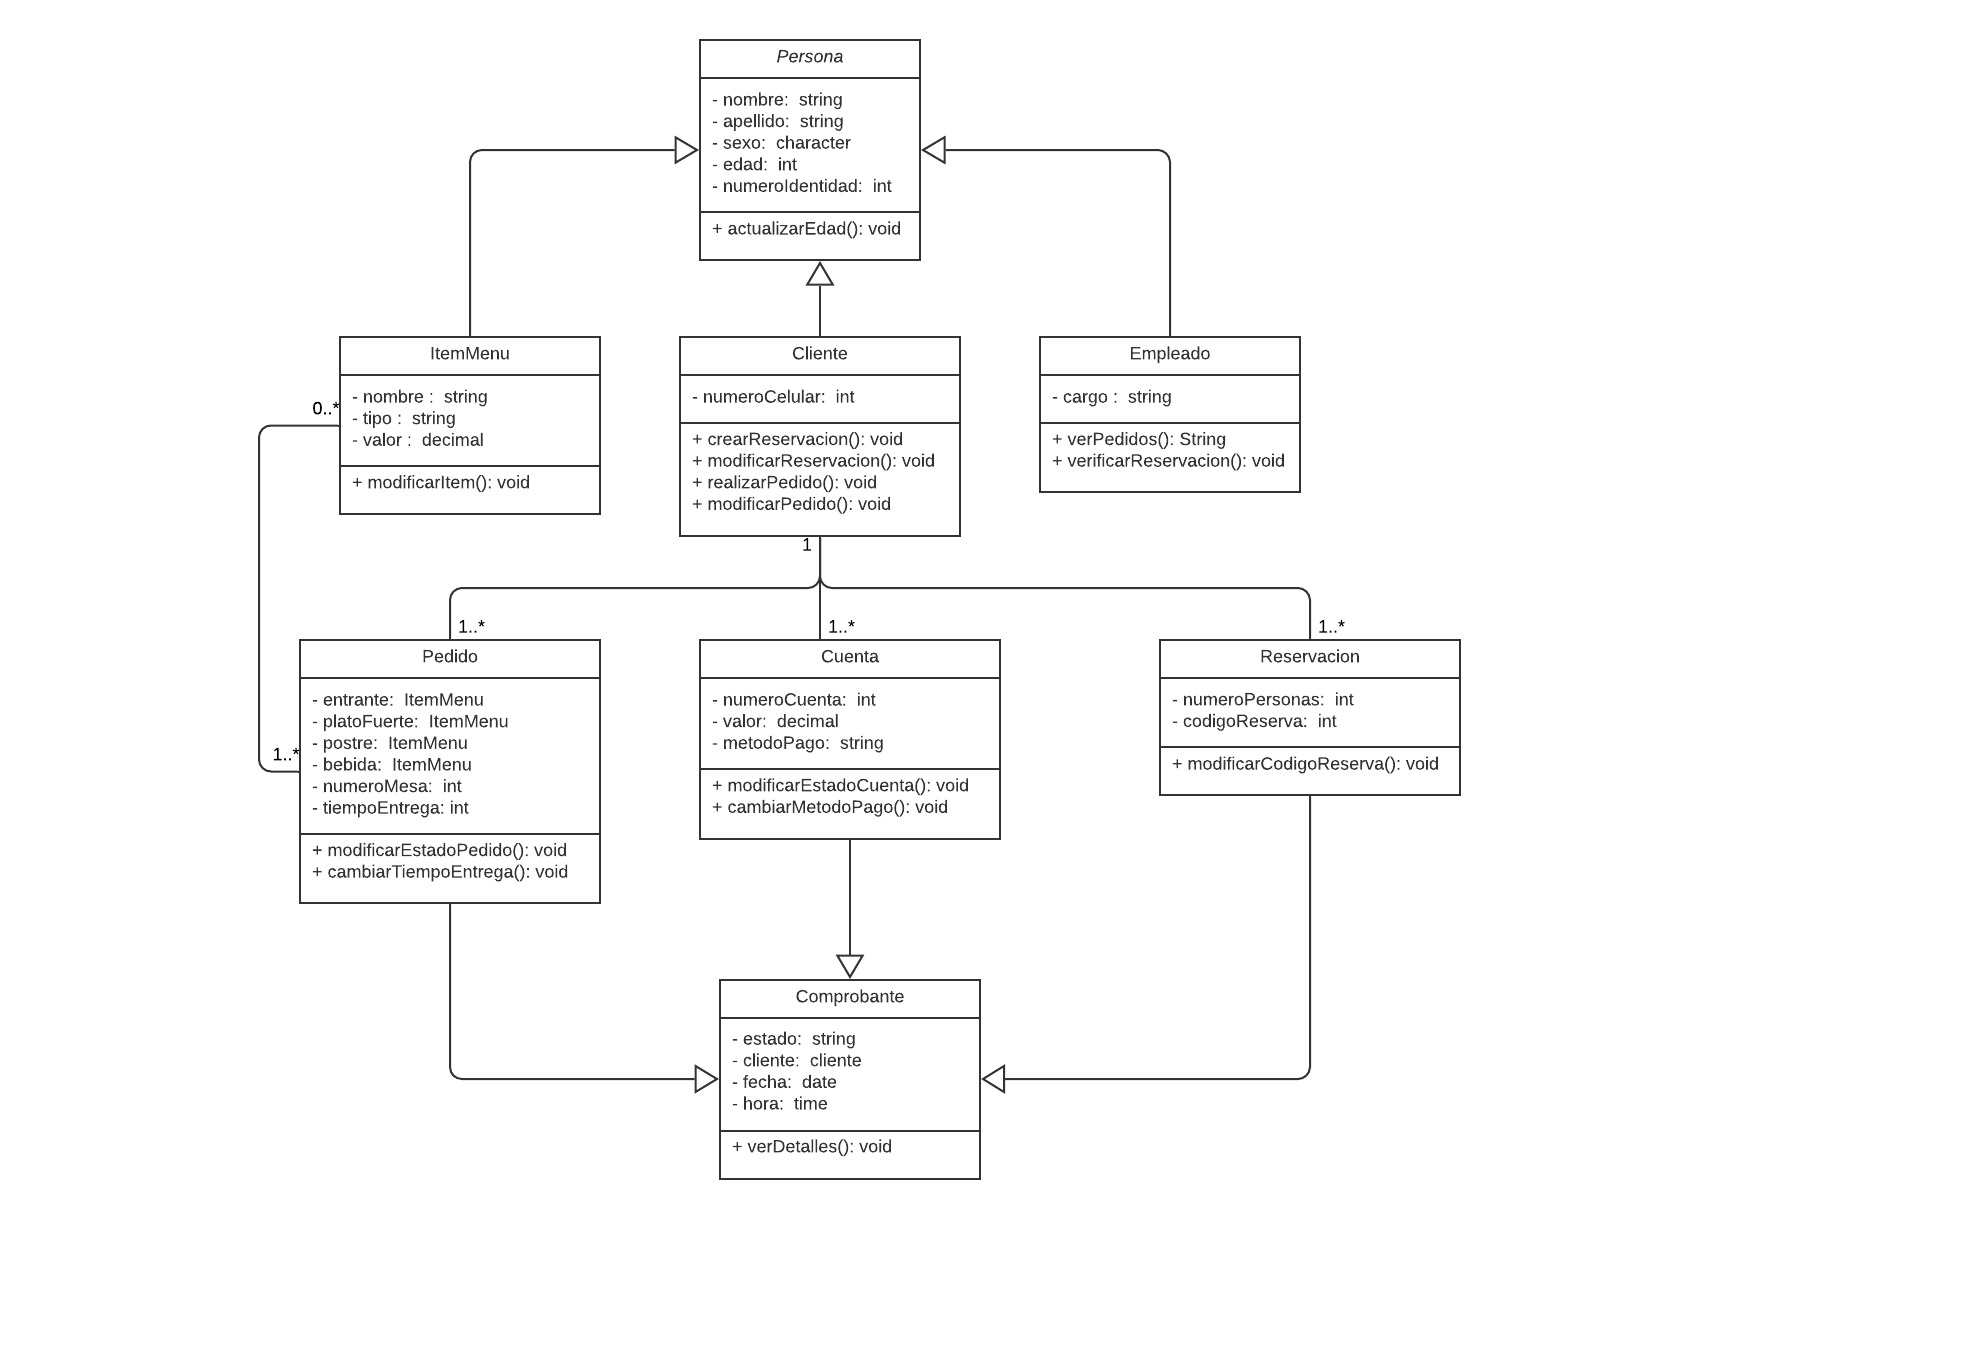 Persona
- nombre:  string
- apellido:  string
- sexo:  character
- edad:  int
- numeroIdentidad:  int
+ actualizarEdad(): void
ItemMenu
- nombre :  string
- tipo :  string
- valor :  decimal
+ modificarItem(): void
0..*
Cliente
- numeroCelular:  int
+ crearReservacion(): void
+ modificarReservacion(): void
+ realizarPedido(): void
+ modificarPedido(): void
1
Empleado
- cargo :  string
+ verPedidos(): String
+ verificarReservacion(): void
1..*
1..*
1..*
Pedido
- entrante:  ItemMenu
- platoFuerte:  ItemMenu
- postre:  ItemMenu
- bebida:  ItemMenu
- numeroMesa:  int
- tiempoEntrega: int
+ modificarEstadoPedido(): void
+ cambiarTiempoEntrega(): void
1..*
Cuenta
- numeroCuenta:  int
- valor:  decimal
- metodoPago:  string
+ modificarEstadoCuenta(): void
+ cambiarMetodoPago(): void
Reservacion
- numeroPersonas:  int
- codigoReserva:  int
+ modificarCodigoReserva(): void
Comprobante
- estado:  string
- cliente:  cliente
- fecha:  date
- hora:  time
+ verDetalles(): void